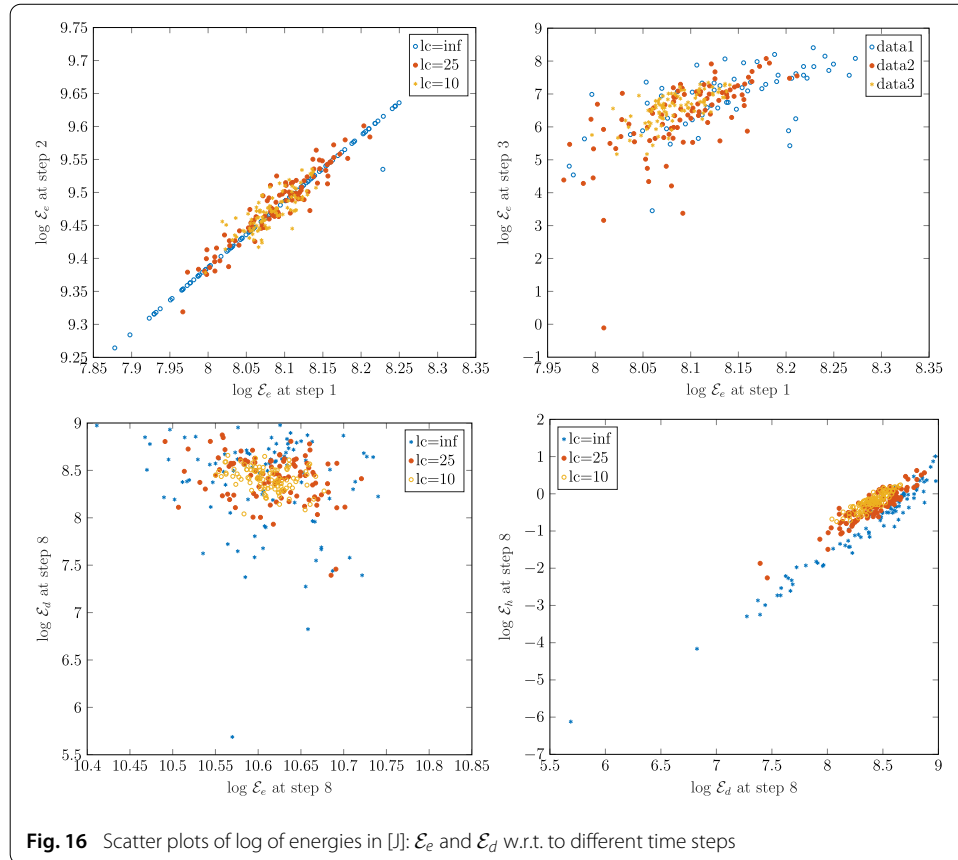 9.75
9.7
9.65
9.6
9.55
9.5
9.45
9.4
9.35
9.3
9.25
log ℰe at step 2
7.85 7.9 7.95 8 8.05 8.1 8.15 8.2 8.25 8.3 8.35
log ℰe at step 1
lc=inf
lc=25
lc=10
9
8
7
6
5
4
3
2
1
0
−1
log ℰe at step 3
7.95 8 8.05 8.1 8.15 8.2 8.25 8.3 8.35
log ℰe at step 1
data1
data2
data3
9
8.5
8
7.5
7
6.5
6
5.5
log ℰd at step 8
10.4 10.45 10.5 10.55 10.6 10.65 10.7 10.75 10.8 10.85
log ℰe at step 8
lc=inf
lc=25
lc=10
2
1
0
−1
−2
−3
−4
−5
−6
−7
log ℰh at step 8
5.5 6 6.5 7 7.5 8 8.5 9
log ℰd at step 8
lc=inf
lc=25
lc=10
Fig. 16 Scatter plots of log of energies in [J]: ℰe and ℰd w.r.t. to different time steps